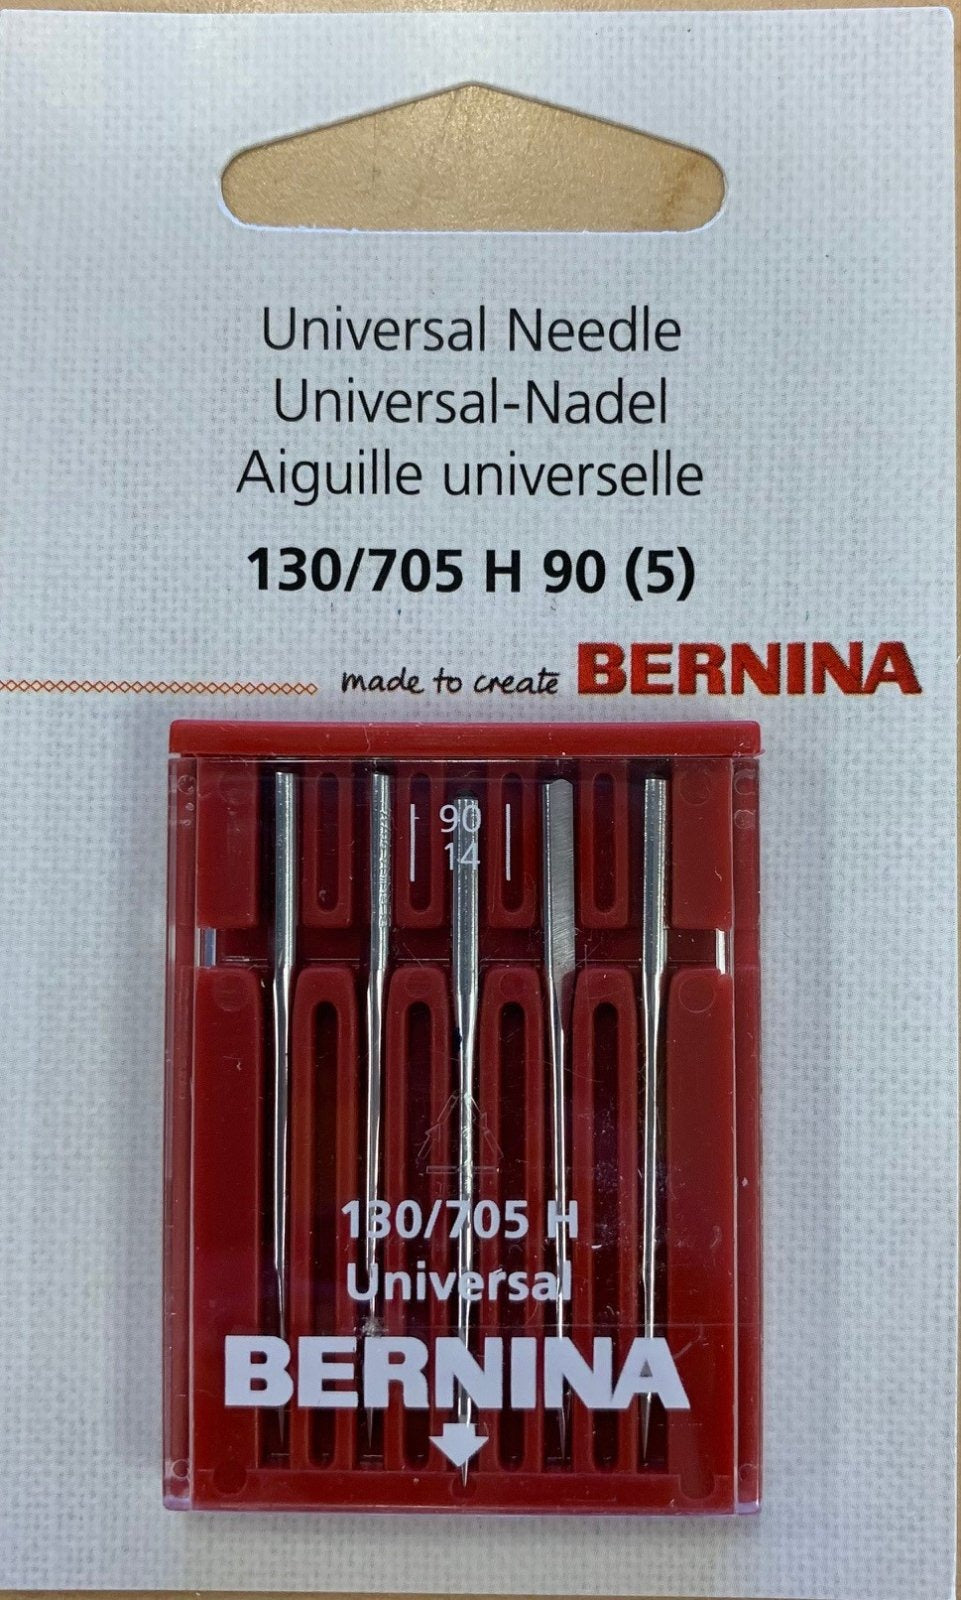 Universal Needle
Universal-Nadel
Aiguille universelle
130/705 H 90 (5)
made to create BERNINA
90
14
130/705 H
Universal
BERNINA